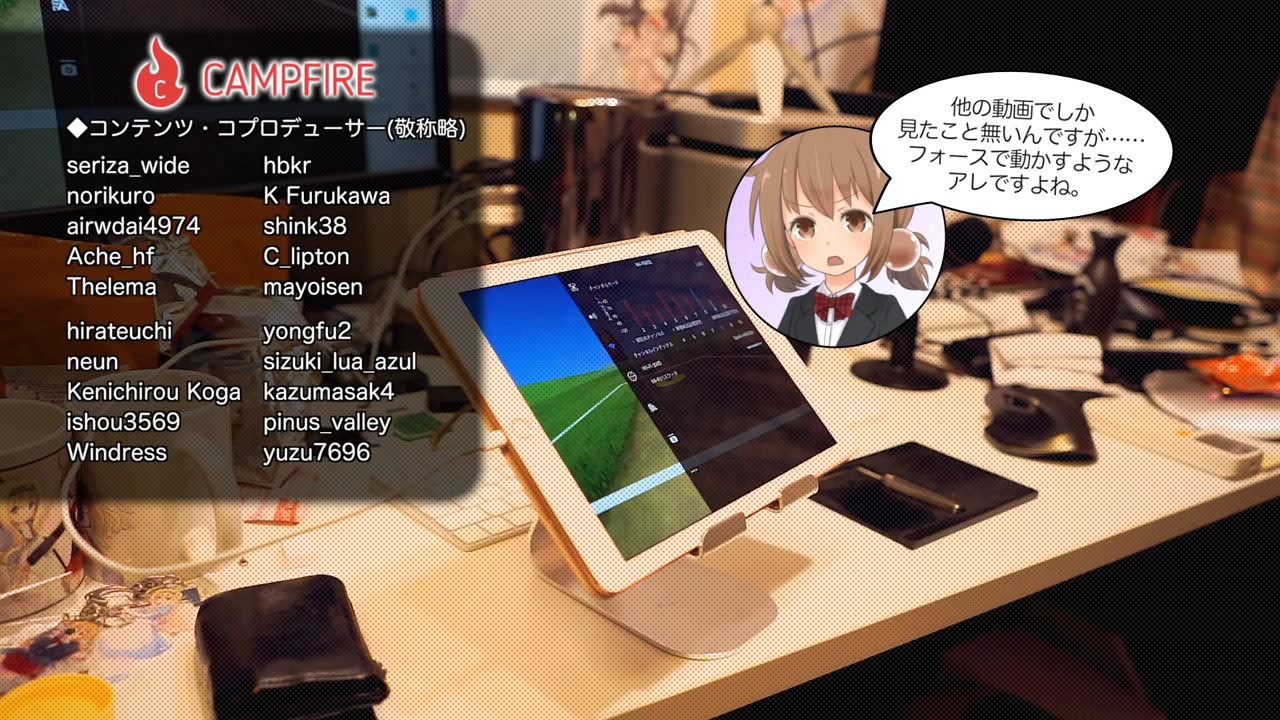 CAMPFIRE
◆コンテンツ・コプロデューサー(敬称略)
seriza_wide
norikuro
airwdai4974
Ache_hf
Thelema
hirateuchi
neun
Kenichirou Koga
ishou3569
Windress
hbkr
K Furukawa
shink38
C_lipton
mayoisen
yongfu2
sizuki_lua_azul
kazumasak4
pinus_valley
yuzu7696
他の動画でしか
見たこと無いんですが……
フォースで動かすような
アレですよね。